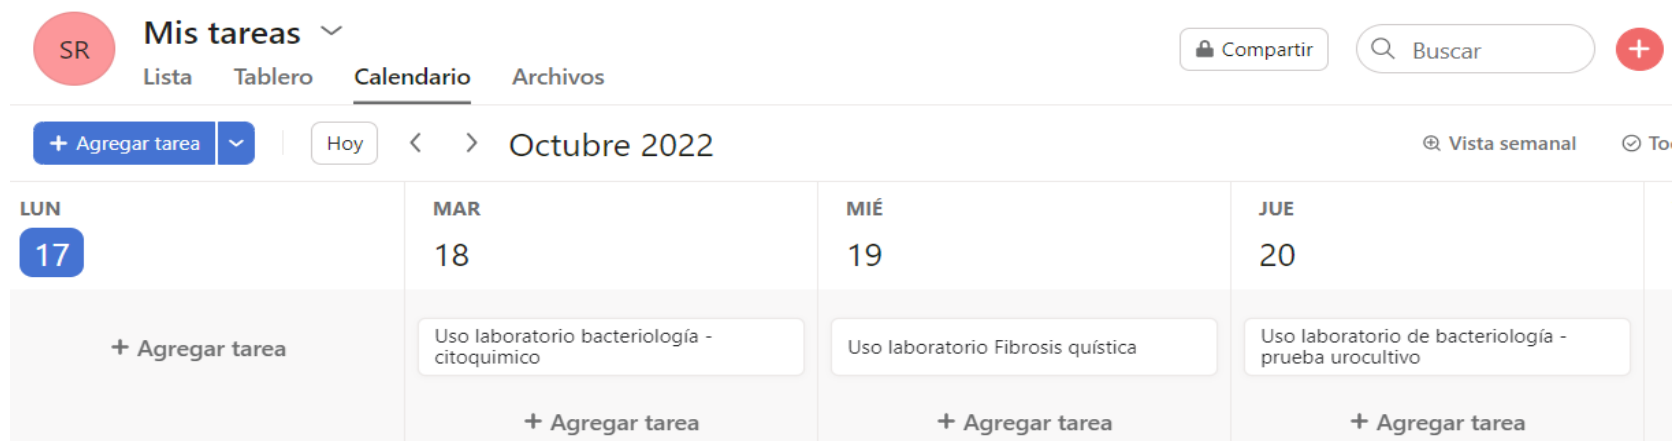 SR
Mis tareas
Lista Tablero Calendario Archivos
Compartir
Buscar
+ Agregar tarea
Hoy
Octubre 2022
Vista semanal
LUN
17
MAR
18
MIÉ
19
JUE
20
+ Agregar tarea
Uso laboratorio bacteriología -
citoquimico
+ Agregar tarea
Uso laboratorio Fibrosis quística
+ Agregar tarea
Uso laboratorio de bacteriología -
prueba urocultivo
+ Agregar tarea